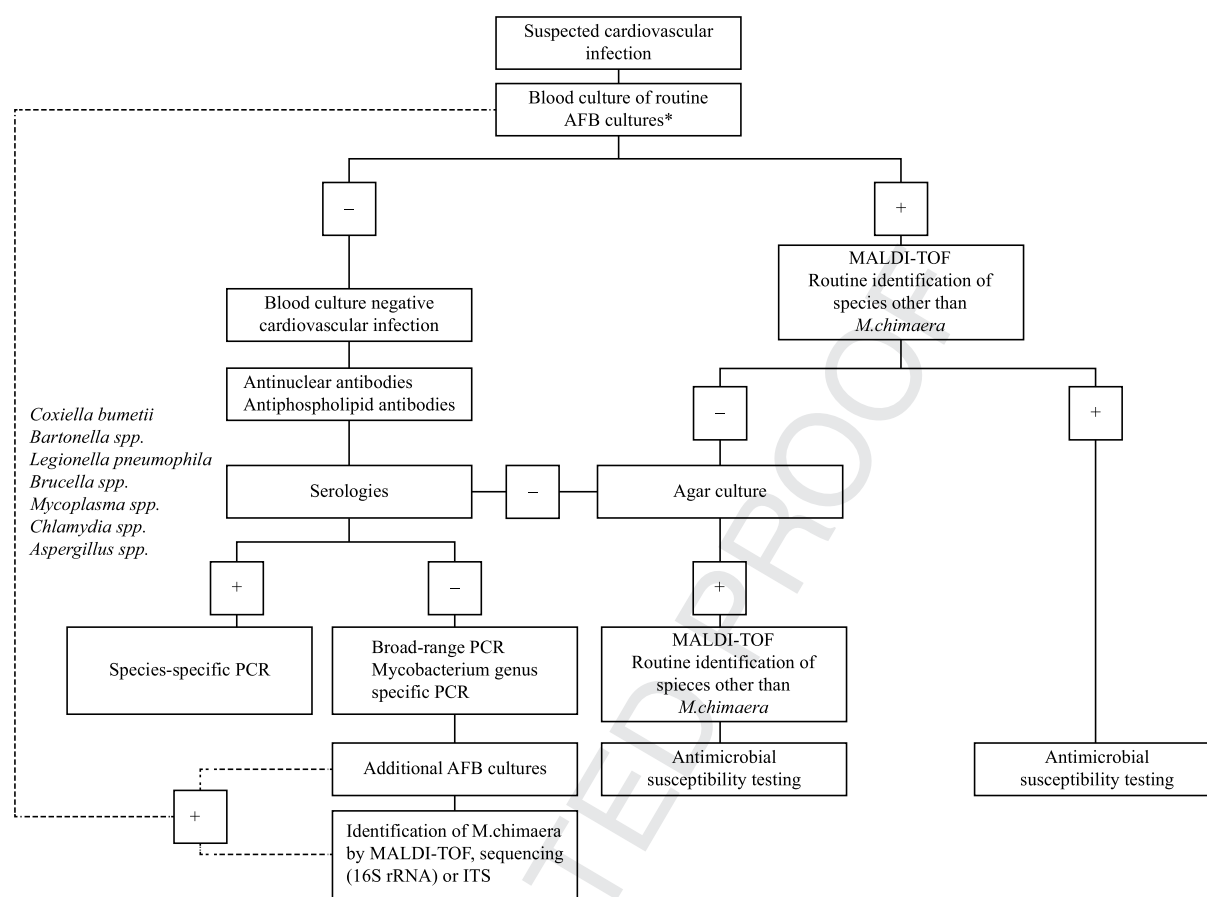 Suspected cardiovascular
infection
Blood culture of routine
AFB cultures*
–
+
MALDI-TOF
Routine identification of
species other than
M.chimaera
Blood culture negative
cardiovascular infection
Antinuclear antibodies
Antiphospholipid antibodies
–
+
Coxiella bumetii
Bartonella spp.
Legionella pneumophila
Brucella spp.
Mycoplasma spp.
Chlamydia spp.
Aspergillus spp.
Serologies
–
Agar culture
+
–
+
Species-specific PCR
Broad-range PCR
Mycobacterium genus
specific PCR
MALDI-TOF
Routine identification of
spieces other than
M.chimaera
Additional AFB cultures
Antimicrobial
susceptibility testing
Antimicrobial
susceptibility testing
+
Identification of M.chimaera
by MALDI-TOF, sequencing
(16S rRNA) or ITS
TED PROOF